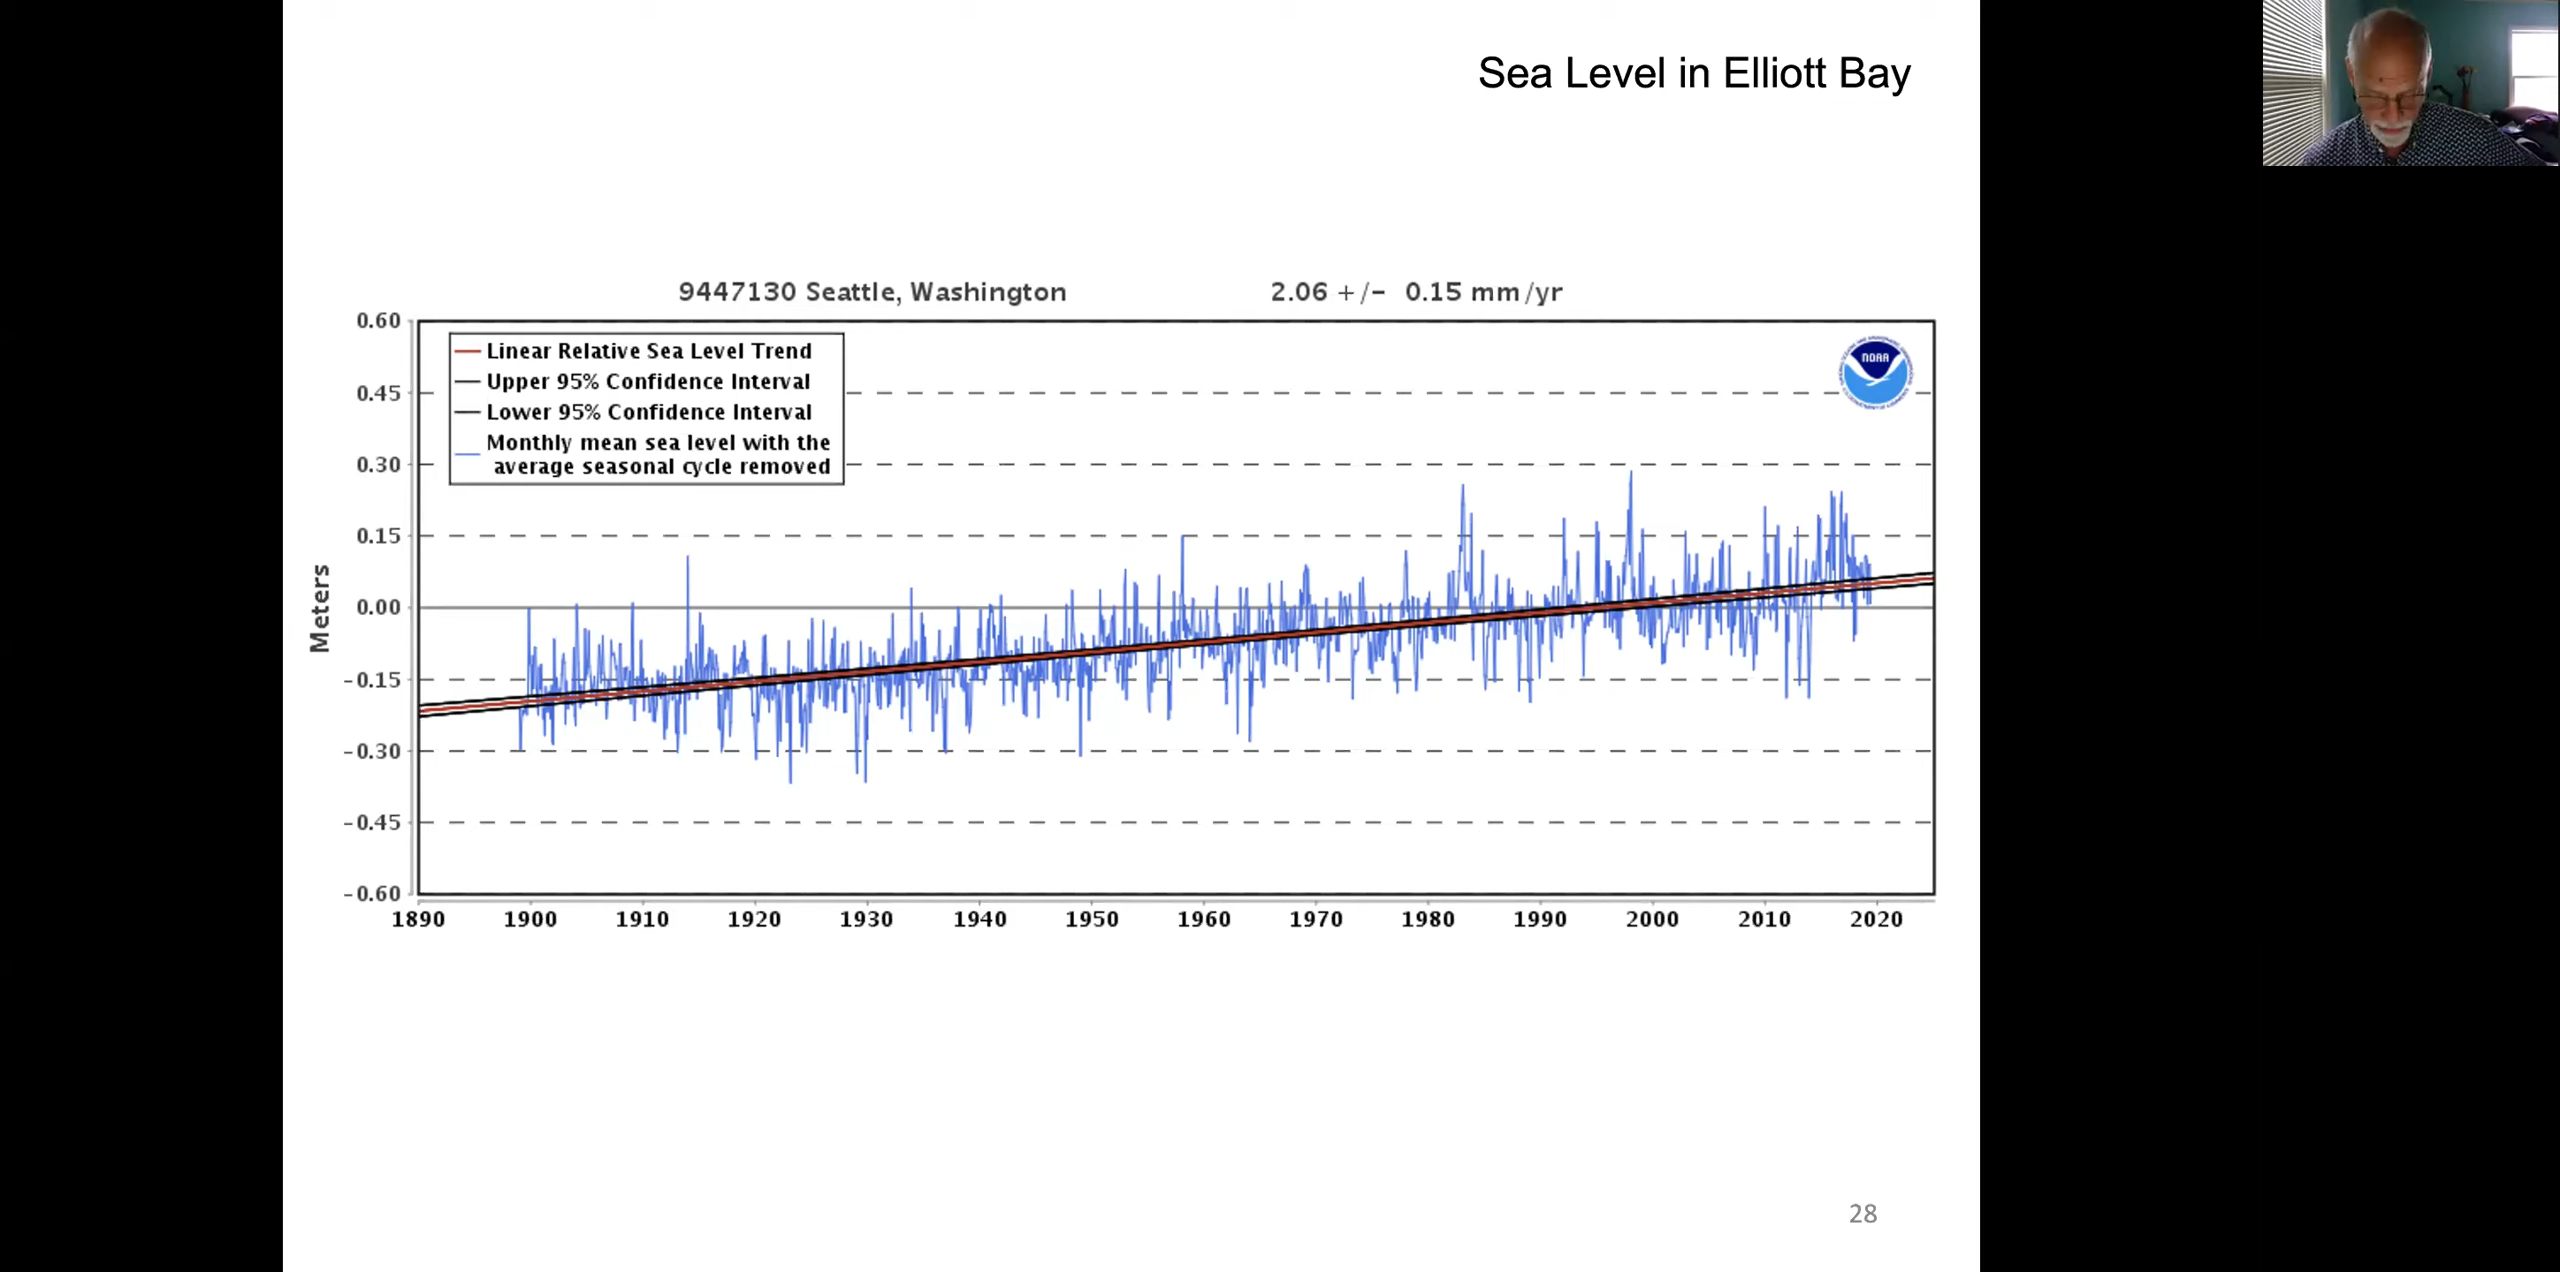 Sea Level in Elliott Bay
9447130 Seattle, Washington 2.06 +/- 0.15 mm/yr
Linear Relative Sea Level Trend
Upper 95% Confidence Interval
Lower 95% Confidence Interval
Monthly mean sea level with the
average seasonal cycle removed
NOAA
Meters
0.60
0.45
0.30
0.15
0.00
-0.15
-0.30
-0.45
-0.60
1890 1900 1910 1920 1930 1940 1950 1960 1970 1980 1990 2000 2010 2020
28